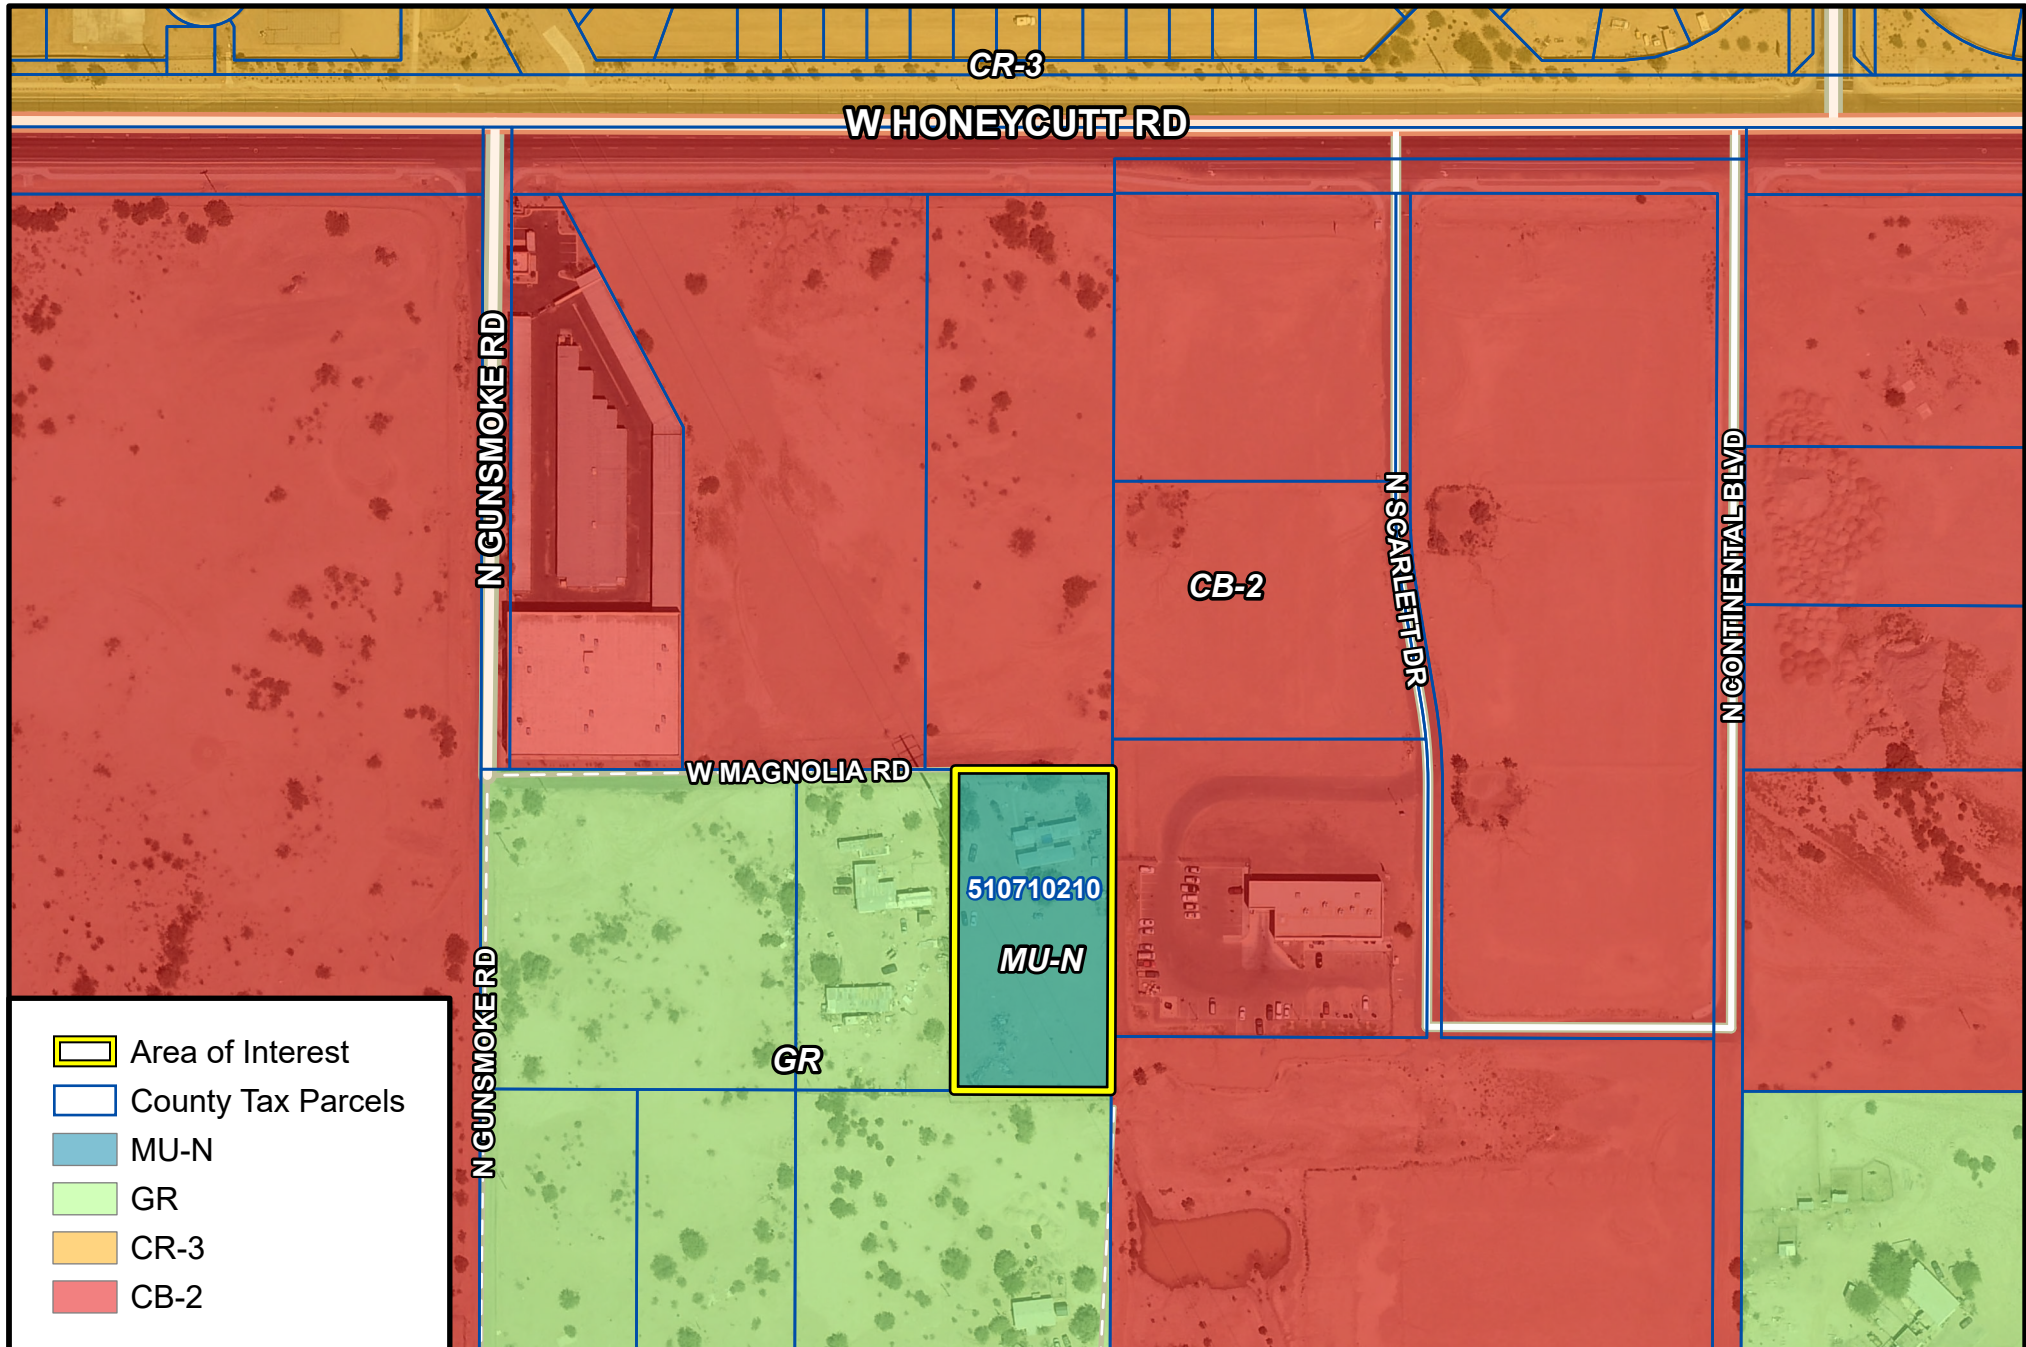 CR-3
W HONEYCUTT RD
N GUNSMOKE RD
N SCARLETT DR
N CONTINENTAL BLVD
CB-2
W MAGNOLIA RD
510710210
MU-N
GR
N GUNSMOKE RD
Area of Interest
County Tax Parcels
MU-N
GR
CR-3
CB-2